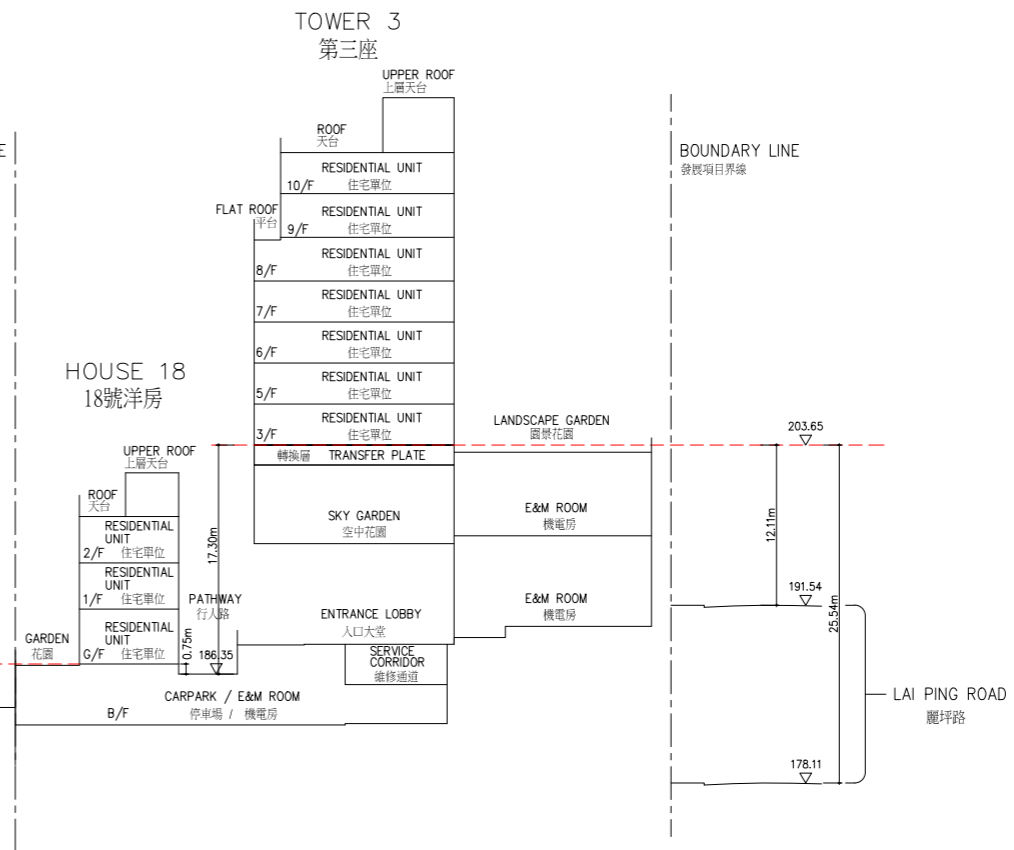 TOWER 3
第三座
UPPER ROOF
上層天台
ROOF
天台
E
BOUNDARY LINE
發展項目界線
RESIDENTIAL UNIT
10/F 住宅單位
FLAT ROOF
平台
RESIDENTIAL UNIT
9/F 住宅單位
RESIDENTIAL UNIT
8/F 住宅單位
RESIDENTIAL UNIT
7/F 住宅單位
RESIDENTIAL UNIT
6/F 住宅單位
RESIDENTIAL UNIT
5/F 住宅單位
RESIDENTIAL UNIT
3/F 住宅單位
轉換層 TRANSFER PLATE
LANDSCAPE GARDEN
園景花園
203.65
HOUSE 18
18號洋房
UPPER ROOF
上層天台
ROOF
天台
RESIDENTIAL
UNIT
2/F 住宅單位
RESIDENTIAL
UNIT
1/F 住宅單位
RESIDENTIAL
UNIT
G/F 住宅單位
GARDEN
花園
17.30m
0.75m
PATHWAY
行人路
186.35
SKY GARDEN
空中花園
E&M ROOM
機電房
ENTRANCE LOBBY
入口大堂
E&M ROOM
機電房
SERVICE
CORRIDOR
維修通道
CARPARK / E&M ROOM
B/F 停車場 / 機電房
12.11m
191.54
25.54m
LAI PING ROAD
麗坪路
178.11